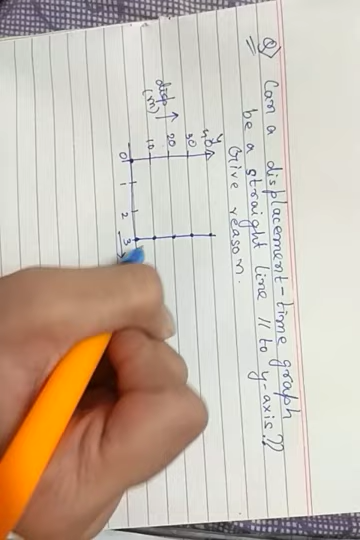 Q) Can a displacement-time graph
be a straight line || to y-axis??
Give reason.
Y
40
30
20
10
disp →
(m)
0 1 2 3